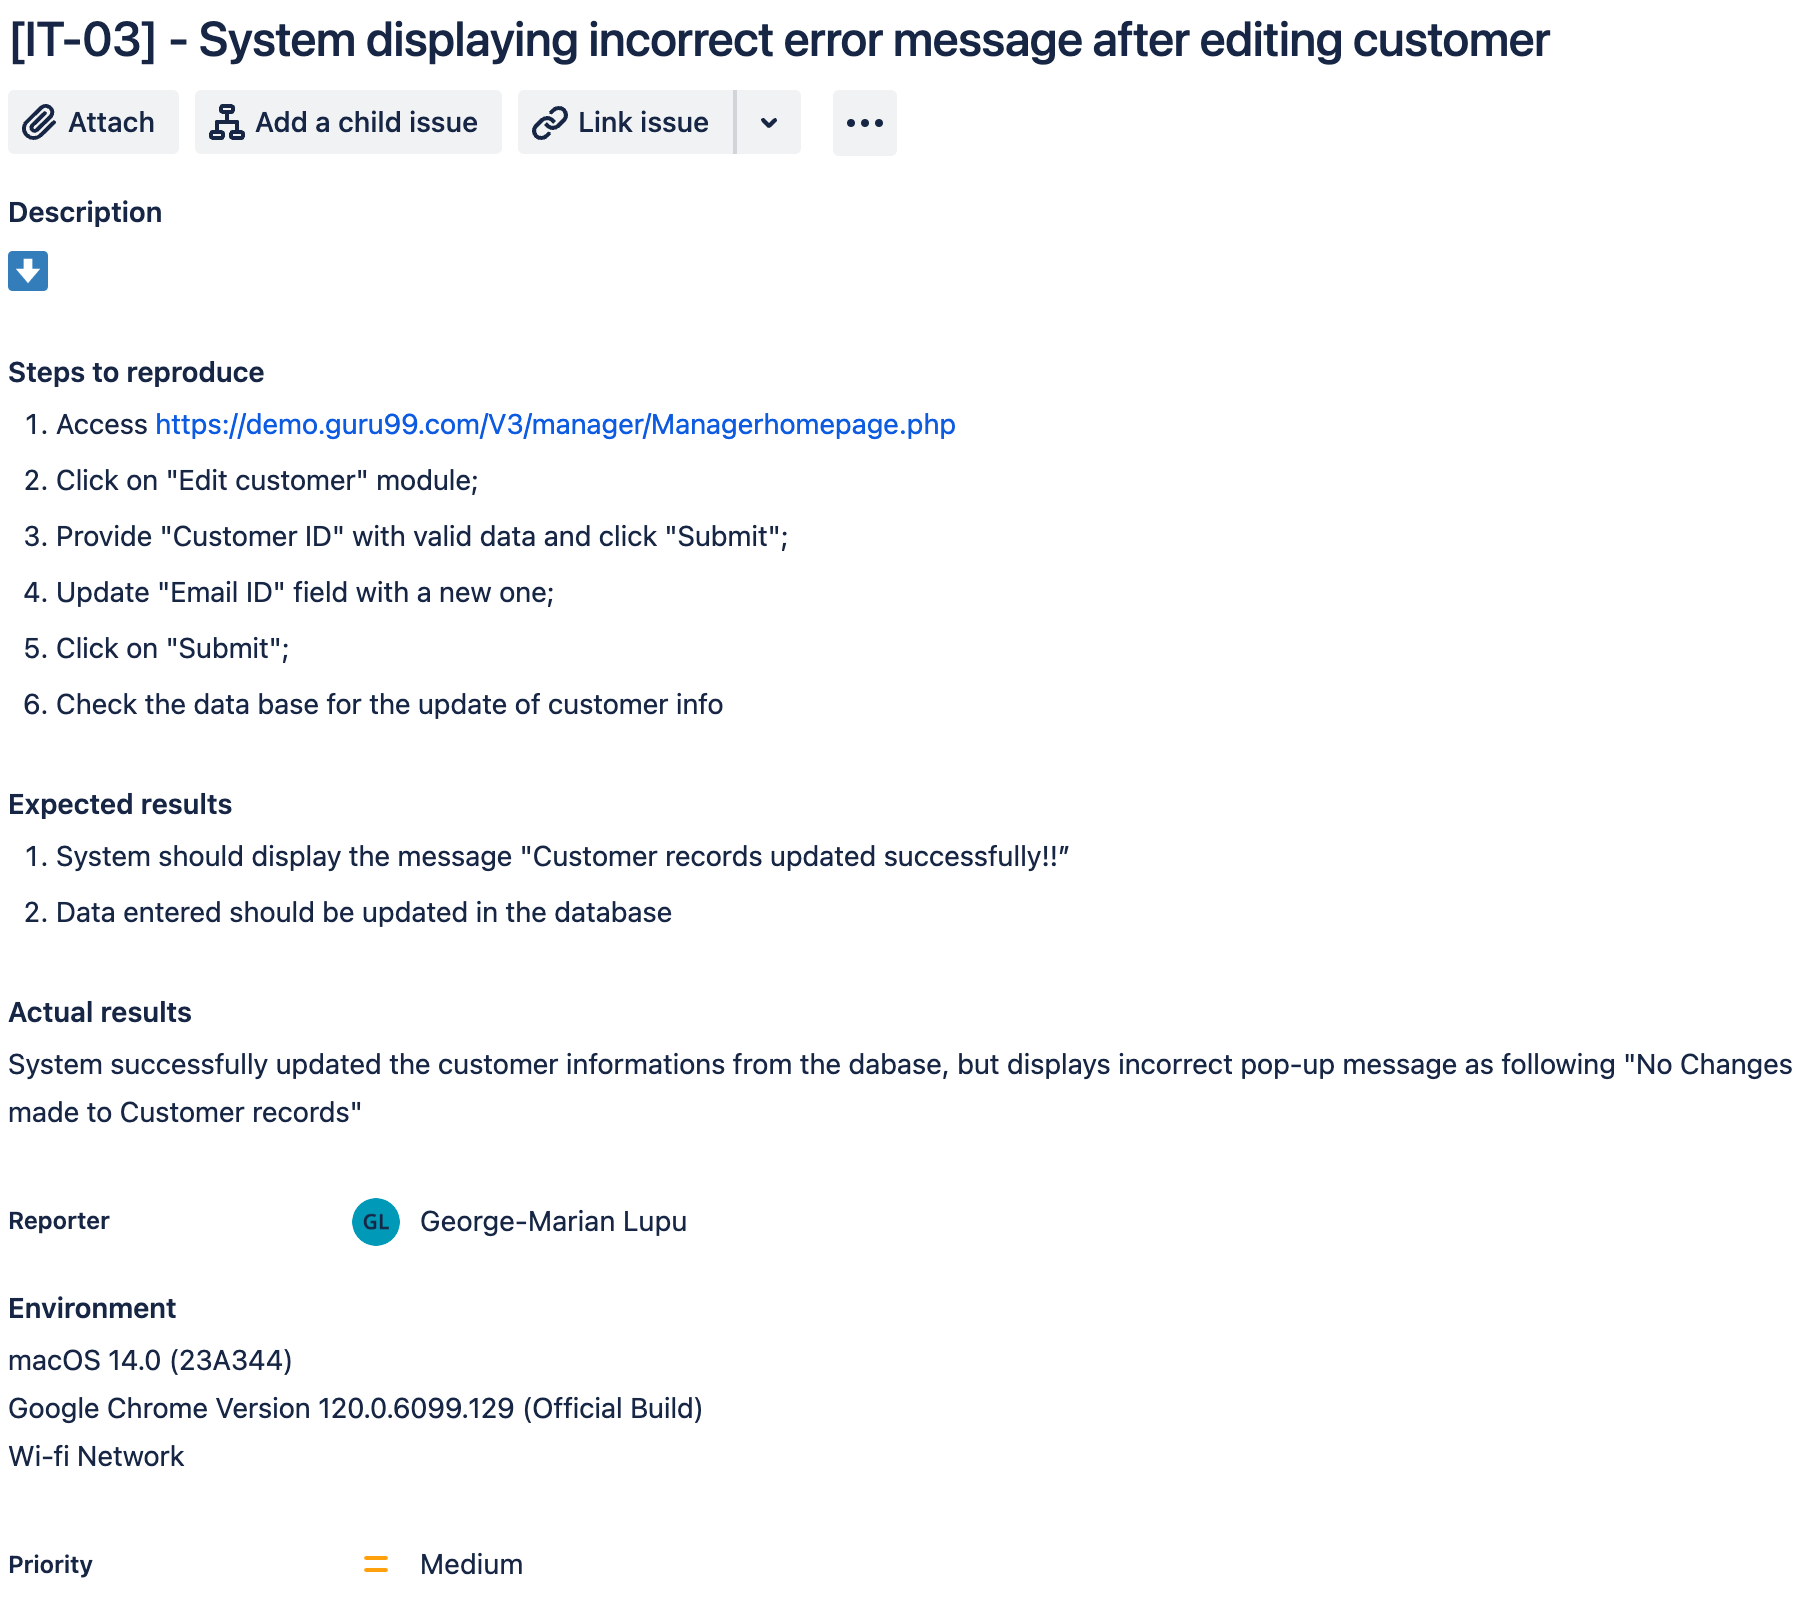 [IT-03] - System displaying incorrect error message after editing customer
Attach
Add a child issue
Link issue
Description
Steps to reproduce
1. Access https://demo.guru99.com/V3/manager/Managerhomepage.php
2. Click on "Edit customer" module;
3. Provide "Customer ID" with valid data and click "Submit";
4. Update "Email ID" field with a new one;
5. Click on "Submit";
6. Check the data base for the update of customer info
Expected results
1. System should display the message "Customer records updated successfully!!”
2. Data entered should be updated in the database
Actual results
System successfully updated the customer informations from the dabase, but displays incorrect pop-up message as following "No Changes
made to Customer records"
Reporter
GL
George-Marian Lupu
Environment
macOS 14.0 (23A344)
Google Chrome Version 120.0.6099.129 (Official Build)
Wi-fi Network
Priority
Medium